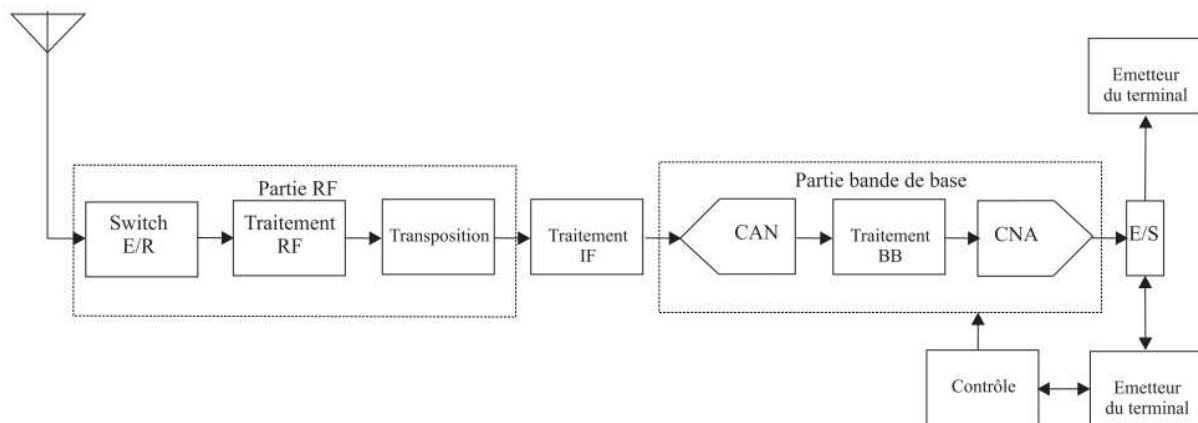 Emetteur
du terminal
Partie RF
Partie bande de base
Switch
E/R
Traitement
RF
Transposition
Traitement
IF
CAN
Traitement
BB
CNA
E/S
Contrôle
Emetteur
du terminal